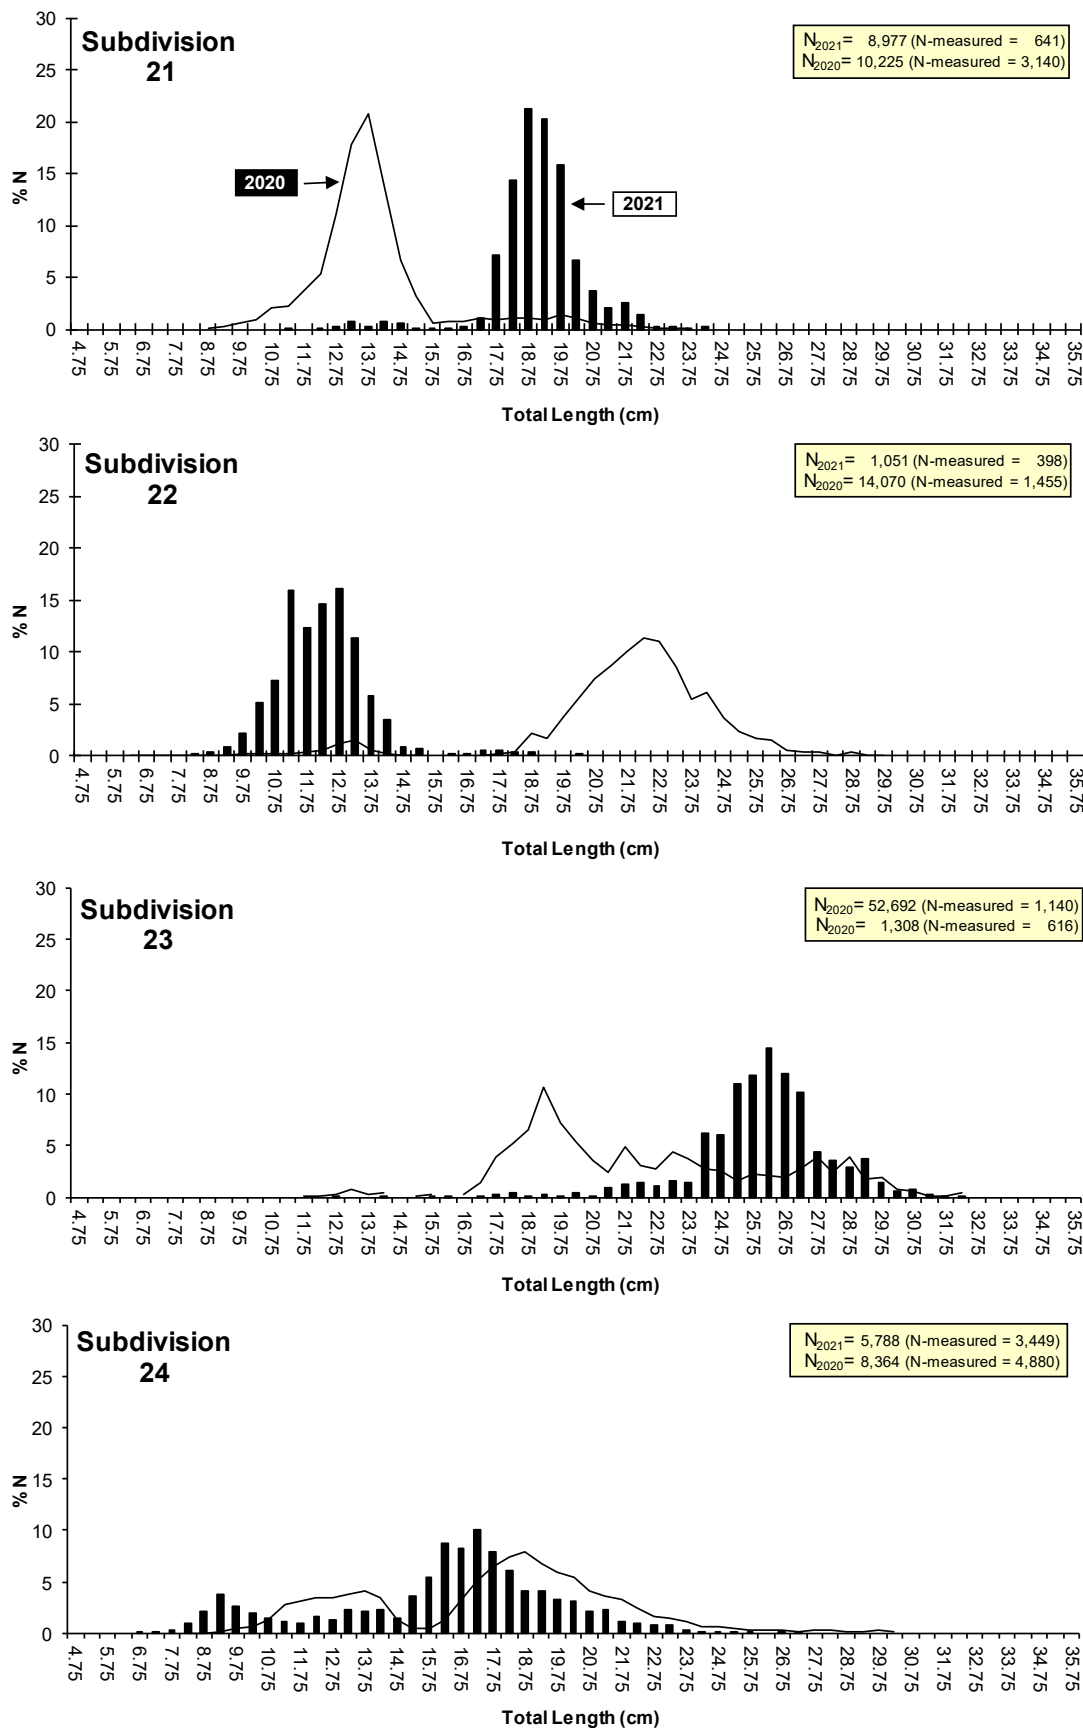 Subdivision
21
N2021= 8,977 (N-measured = 641)
N2020= 10,225 (N-measured = 3,140)
30
25
20
15
10
5
0
% N
2020
2021
4.75 5.75 6.75 7.75 8.75 9.75 10.75 11.75 12.75 13.75 14.75 15.75 16.75 17.75 18.75 19.75 20.75 21.75 22.75 23.75 24.75 25.75 26.75 27.75 28.75 29.75 30.75 31.75 32.75 33.75 34.75 35.75
Total Length (cm)
Subdivision
22
N2021= 1,051 (N-measured = 398)
N2020= 14,070 (N-measured = 1,455)
30
25
20
15
10
5
0
% N
4.75 5.75 6.75 7.75 8.75 9.75 10.75 11.75 12.75 13.75 14.75 15.75 16.75 17.75 18.75 19.75 20.75 21.75 22.75 23.75 24.75 25.75 26.75 27.75 28.75 29.75 30.75 31.75 32.75 33.75 34.75 35.75
Total Length (cm)
Subdivision
23
N2020= 52,692 (N-measured = 1,140)
N2020= 1,308 (N-measured = 616)
30
25
20
15
10
5
0
% N
4.75 5.75 6.75 7.75 8.75 9.75 10.75 11.75 12.75 13.75 14.75 15.75 16.75 17.75 18.75 19.75 20.75 21.75 22.75 23.75 24.75 25.75 26.75 27.75 28.75 29.75 30.75 31.75 32.75 33.75 34.75 35.75
Total Length (cm)
Subdivision
24
N2021= 5,788 (N-measured = 3,449)
N2020= 8,364 (N-measured = 4,880)
30
25
20
15
10
5
0
% N
4.75 5.75 6.75 7.75 8.75 9.75 10.75 11.75 12.75 13.75 14.75 15.75 16.75 17.75 18.75 19.75 20.75 21.75 22.75 23.75 24.75 25.75 26.75 27.75 28.75 29.75 30.75 31.75 32.75 33.75 34.75 35.75
Total Length (cm)